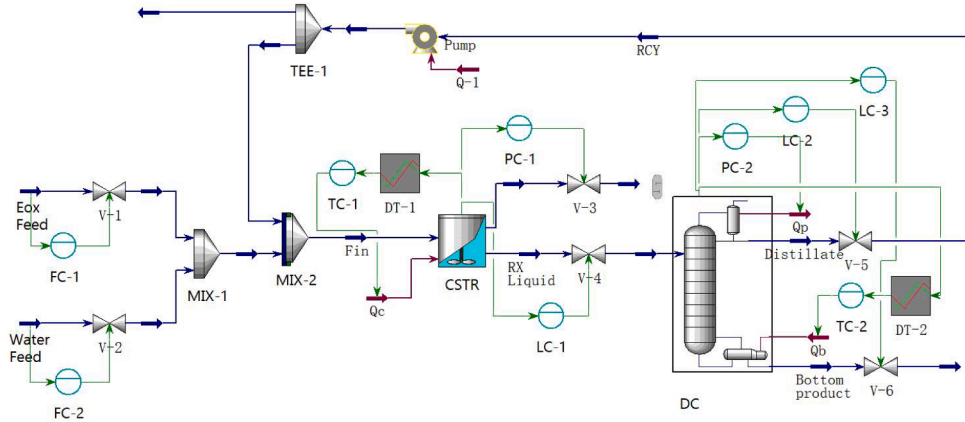 TEE-1
Pump
RCY
Q-1
LC-3
LC-2
PC-2
PC-1
TC-1
DT-1
V-3
Eox
Feed
V-1
FC-1
MIX-1
MIX-2
Fin
CSTR
RX
Liquid
V-4
Qp
Distillate
V-5
Qc
LC-1
TC-2
DT-2
Qb
Water
Feed
V-2
FC-2
DC
Bottom
product
V-6